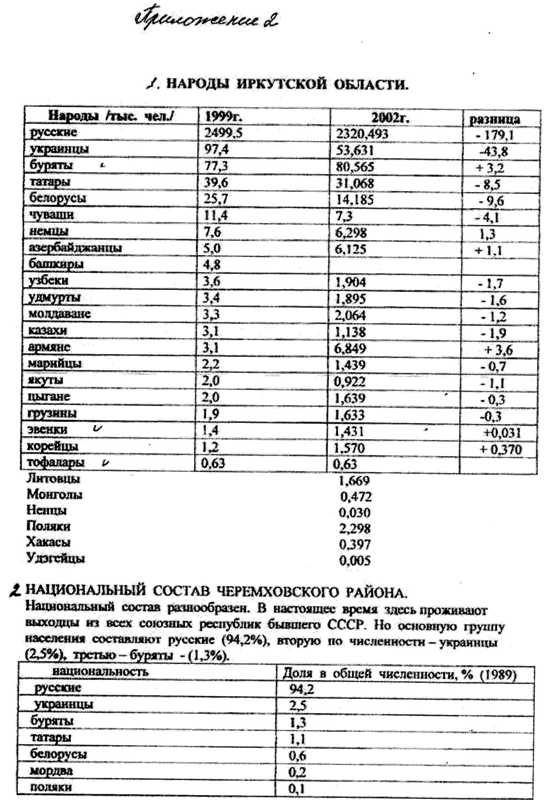 Приложение 2
1. НАРОДЫ ИРКУТСКОЙ ОБЛАСТИ.
Народы /тыс. чел./ 1999г. 2002г. разница
русские 2499,5 2320,493 - 179,1
украинцы 97,4 53,631 -43,8
буряты 77,3 80,565 + 3,2
татары 39,6 31,068 - 8,5
белорусы 25,7 14,185 - 9,6
чуваши 11,4 7,3 - 4,1
немцы 7,6 6,298 1,3
азербайджанцы 5,0 6,125 + 1,1
башкиры 4,8
узбеки 3,6 1,904 - 1,7
удмурты 3,4 1,895 - 1,6
молдаване 3,3 2,064 - 1,2
казахи 3,1 1,138 - 1,9
армяне 3,1 6,849 + 3,6
марийцы 2,2 1,439 - 0,7
якуты 2,0 0,922 - 1,1
цыгане 2,0 1,639 - 0,3
грузины 1,9 1,633 -0,3
эвенки 1,4 1,431 +0,031
корейцы 1,2 1,570 + 0,370
тофалары 0,63 0,63
Литовцы 1,669
Монголы 0,472
Ненцы 0,030
Поляки 2,298
Хакасы 0,397
Удэгейцы 0,005
2 НАЦИОНАЛЬНЫЙ СОСТАВ ЧЕРЕМХОВСКОГО РАЙОНА.
Национальный состав разнообразен. В настоящее время здесь проживают
выходцы из всех союзных республик бывшего СССР. Но основную группу
населения составляют русские (94,2%), вторую по численности – украинцы
(2,5%), третью – буряты - (1,3%).
национальность Доля в общей численности, % (1989)
русские 94,2
украинцы 2,5
буряты 1,3
татары 1,1
белорусы 0,6
мордва 0,2
поляки 0,1